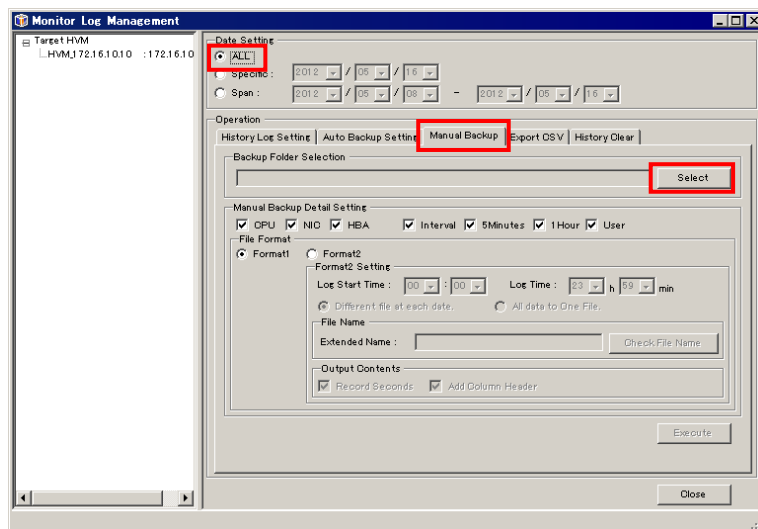 Monitor Log Management
Target HVM
HVM_172.16.10.10 : 172.16.10
Date Setting
ALL
Specific : 2012 / 05 / 16
Span : 2012 / 05 / 08 - 2012 / 05 / 16
Operation
History Log Setting Auto Backup Setting Manual Backup Export CSV History Clear
Backup Folder Selection
Select
Manual Backup Detail Setting
CPU NIC HBA Interval 5Minutes 1Hour User
File Format
Format1 Format2
Format2 Setting
Log Start Time : 00 : 00 Log Time : 23 h 59 min
Different file at each date. All data to One File.
File Name
Extended Name : Check File Name
Output Contents
Record Seconds Add Column Header
Execute
Close